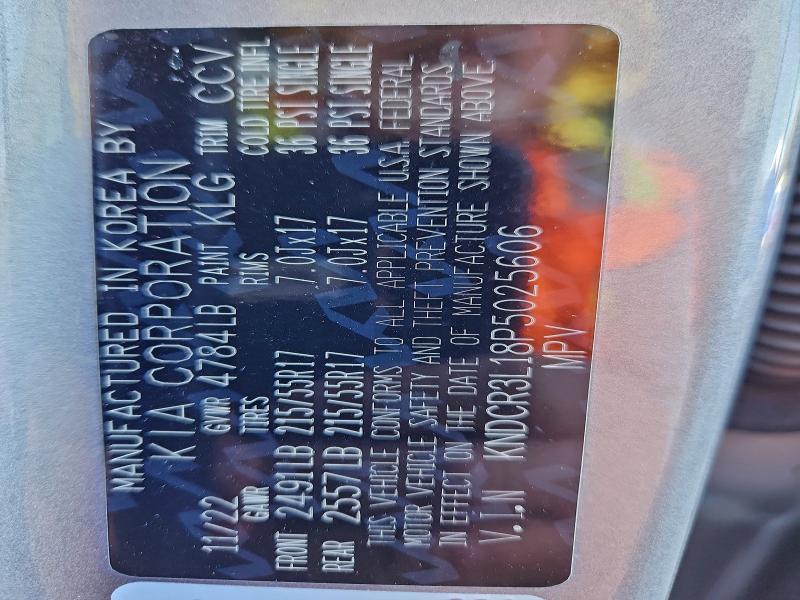 MANUFACTURED IN KOREA BY
KIA CORPORATION
11/22 GVWR 4784LB PAINT KLG TRIM CCV
GAWR TIRES RIMS COLD TIRE INFL
FRONT 2491LB 215/55R17 7.0Jx17 36 PSI SINGLE
REAR 2557LB 215/55R17 7.0Jx17 36 PSI SINGLE
THIS VEHICLE CONFORMS TO ALL APPLICABLE U.S.A. FEDERAL
MOTOR VEHICLE SAFETY AND THEFT PREVENTION STANDARDS
IN EFFECT ON THE DATE OF MANUFACTURE SHOWN ABOVE
V.I.N KNDCR3L18P5025606
MPV